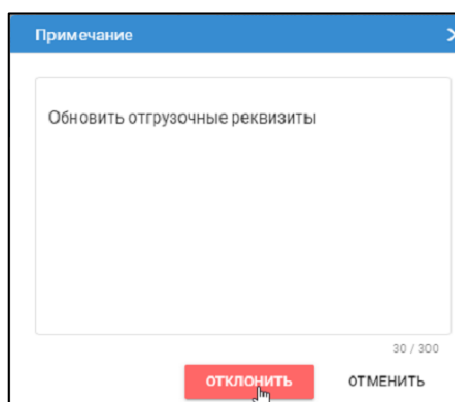 Примечание
Обновить отгрузочные реквизиты
30 / 300
ОТКЛОНИТЬ ОТМЕНИТЬ